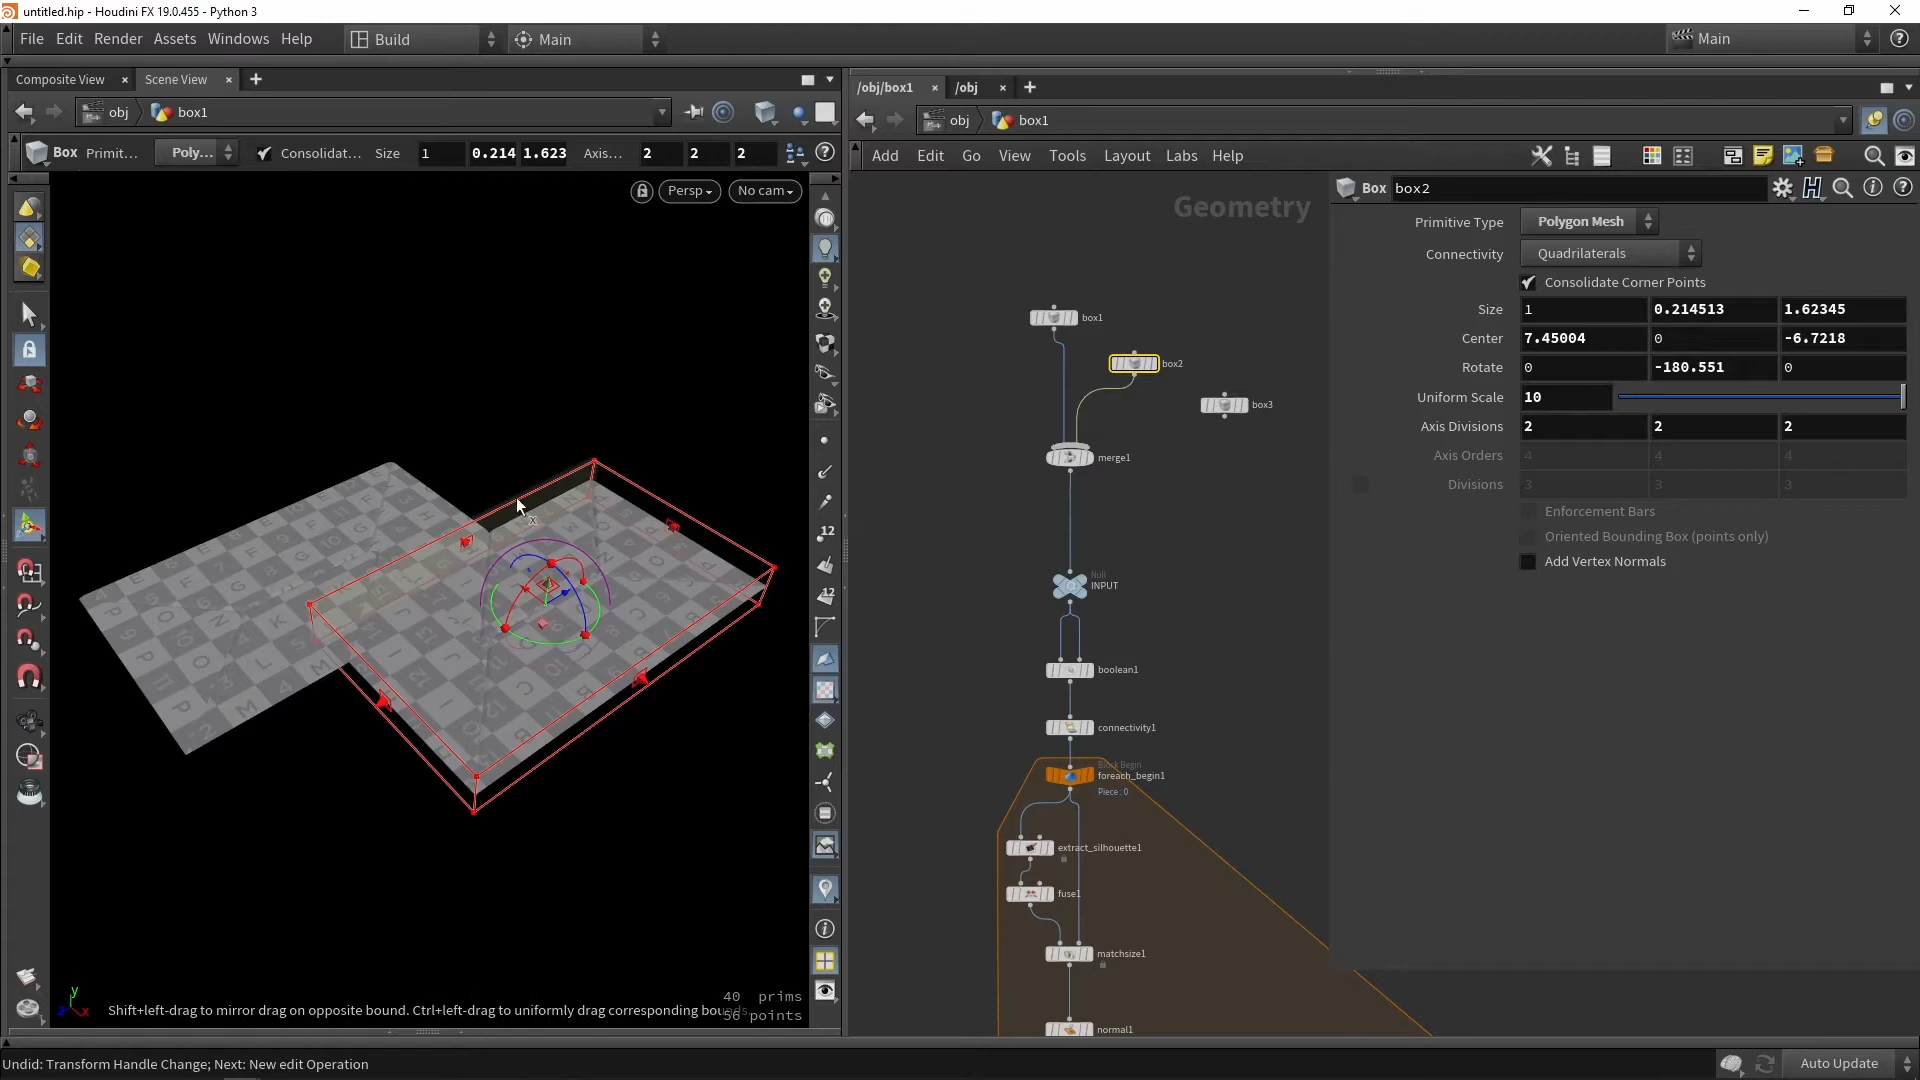 untitled.hip - Houdini FX 19.0.455 - Python 3
File Edit Render Assets Windows Help Build Main Main
Composite View Scene View
/obj/box1 /obj
obj box1
obj box1
Box Primit... Poly... Consolidat... Size 1 0.214 1.623 Axis... 2 2 2
Add Edit Go View Tools Layout Labs Help
Persp No cam
Geometry
Box box2
Primitive Type Polygon Mesh
Connectivity Quadrilaterals
Consolidate Corner Points
Size 1 0.214513 1.62345
Center 7.45004 0 -6.7218
Rotate 0 -180.551 0
Uniform Scale 10
Axis Divisions 2 2 2
Axis Orders 4 4 4
Divisions 3 3 3
Enforcement Bars
Oriented Bounding Box (points only)
Add Vertex Normals
box1
box2
box3
merge1
Null
INPUT
boolean1
connectivity1
Block Begin
foreach_begin1
Piece : 0
extract_silhouette1
fuse1
matchsize1
normal1
12
12
x
y
x
40 prims
56 points
Shift+left-drag to mirror drag on opposite bound. Ctrl+left-drag to uniformly drag corresponding bounds
Undid: Transform Handle Change; Next: New edit Operation
Auto Update